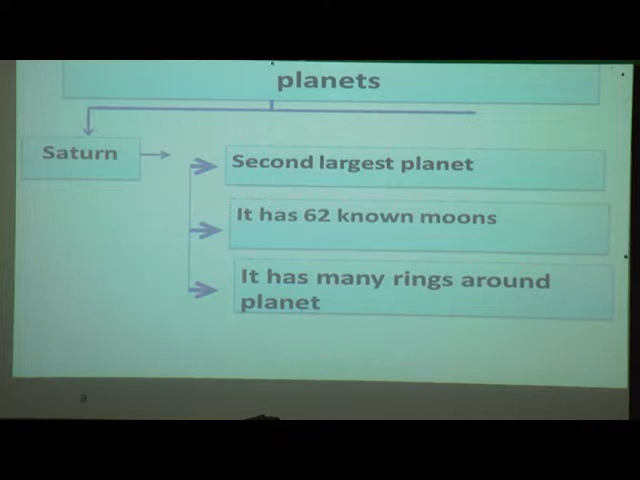 planets
Saturn
Second largest planet
It has 62 known moons
It has many rings around
planet